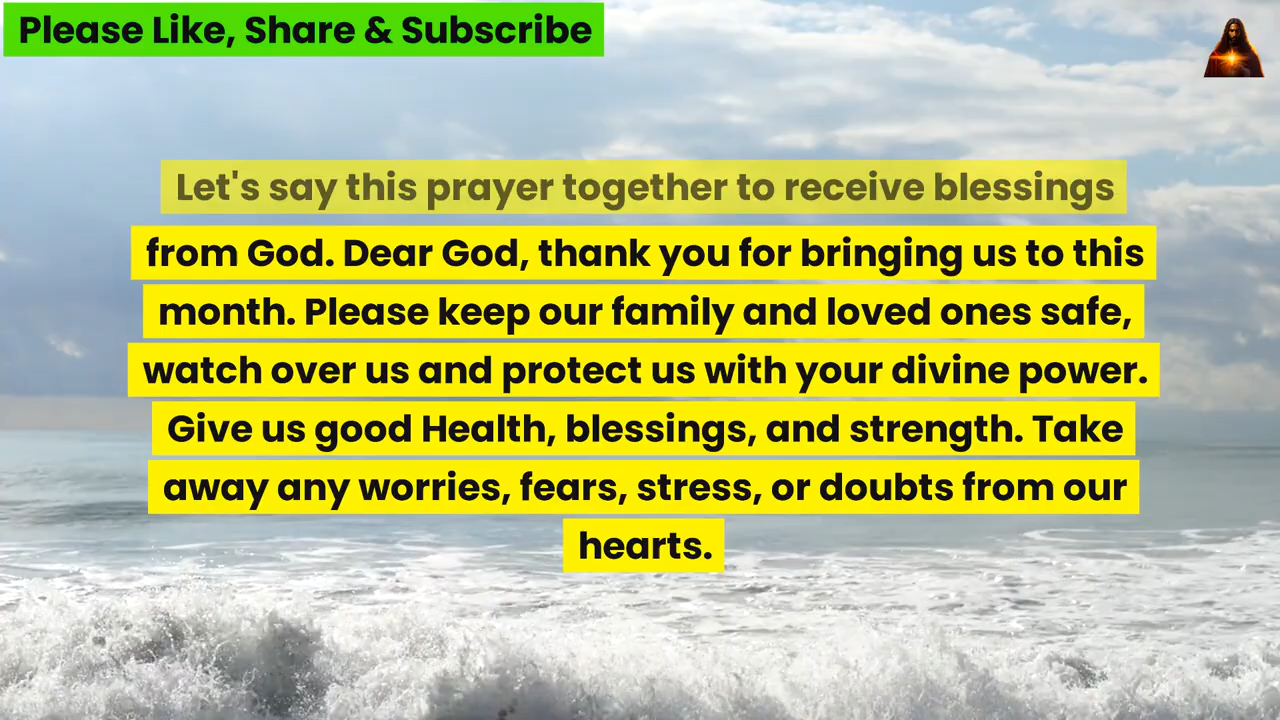 Please Like, Share & Subscribe
Let's say this prayer together to receive blessings
from God. Dear God, thank you for bringing us to this
month. Please keep our family and loved ones safe,
watch over us and protect us with your divine power.
Give us good Health, blessings, and strength. Take
away any worries, fears, stress, or doubts from our
hearts.